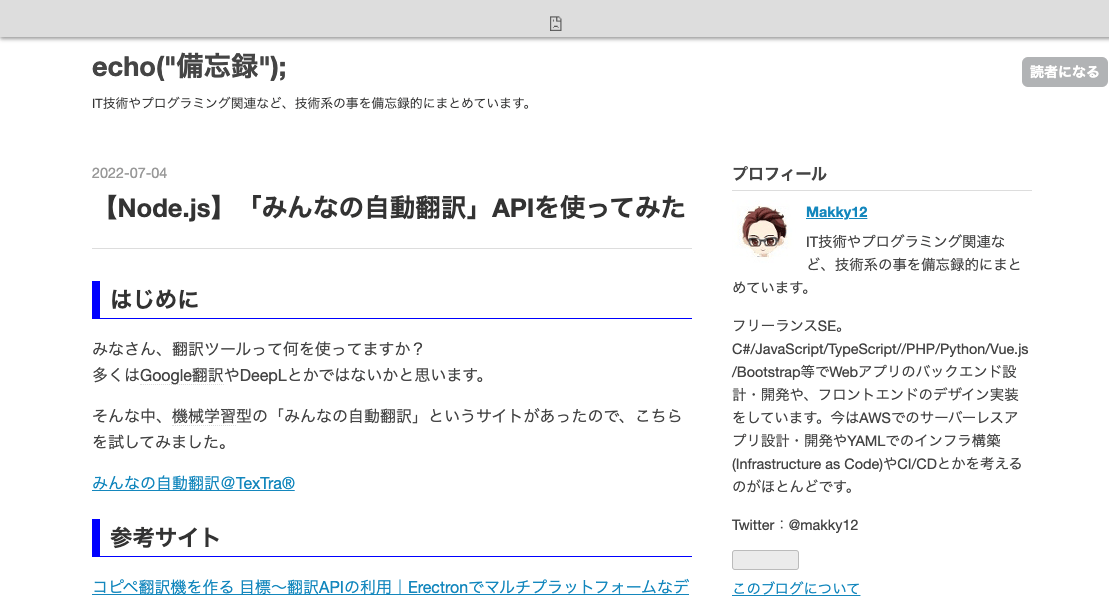 echo("備忘録");
読者になる
IT技術やプログラミング関連など、技術系の事を備忘録的にまとめています。
2022-07-04
【Node.js】「みんなの自動翻訳」APIを使ってみた
はじめに
みなさん、翻訳ツールって何を使ってますか？
多くはGoogle翻訳やDeepLとかではないかと思います。
そんな中、機械学習型の「みんなの自動翻訳」というサイトがあったので、こちら
を試してみました。
みんなの自動翻訳＠TexTra®
参考サイト
コピペ翻訳機を作る 目標〜翻訳APIの利用｜Erectronでマルチプラットフォームなデ
プロフィール
Makky12
IT技術やプログラミング関連な
ど、技術系の事を備忘録的にまと
めています。
フリーランスSE。
C#/JavaScript/TypeScript//PHP/Python/Vue.js
/Bootstrap等でWebアプリのバックエンド設
計・開発や、フロントエンドのデザイン実装
をしています。今はAWSでのサーバーレスア
プリ設計・開発やYAMLでのインフラ構築
(Infrastructure as Code)やCI/CDとかを考える
のがほとんどです。
Twitter：@makky12
このブログについて